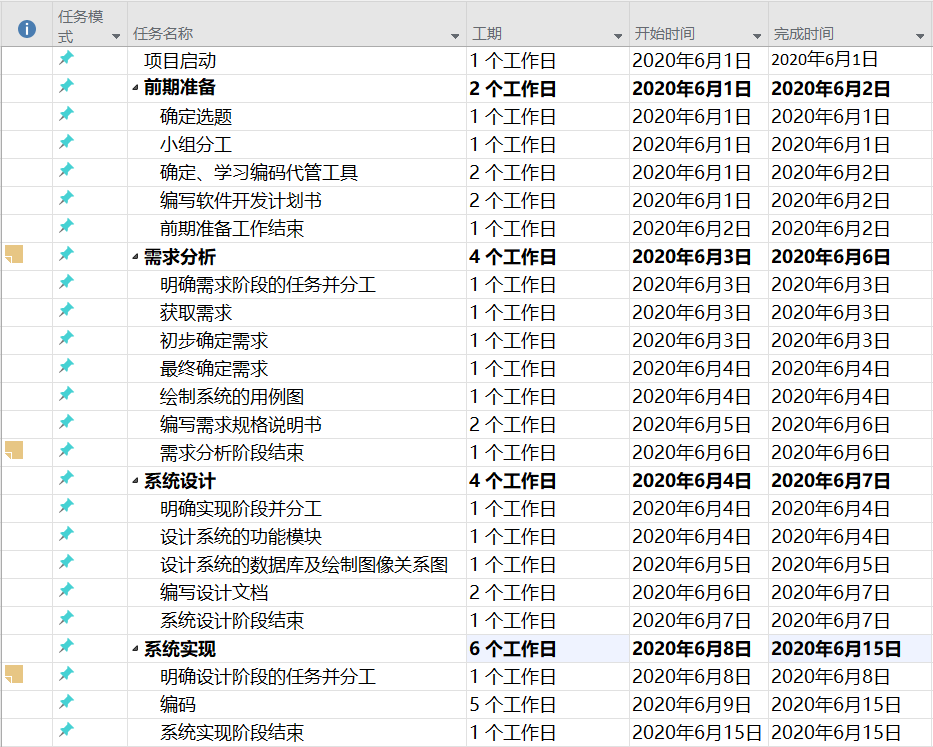 任务模式 任务名称 工期 开始时间 完成时间
项目启动 1 个工作日 2020年6月1日 2020年6月1日
前期准备 2 个工作日 2020年6月1日 2020年6月2日
确定选题 1 个工作日 2020年6月1日 2020年6月1日
小组分工 1 个工作日 2020年6月1日 2020年6月1日
确定、学习编码代管工具 2 个工作日 2020年6月1日 2020年6月2日
编写软件开发计划书 2 个工作日 2020年6月1日 2020年6月2日
前期准备工作结束 1 个工作日 2020年6月2日 2020年6月2日
需求分析 4 个工作日 2020年6月3日 2020年6月6日
明确需求阶段的任务并分工 1 个工作日 2020年6月3日 2020年6月3日
获取需求 1 个工作日 2020年6月3日 2020年6月3日
初步确定需求 1 个工作日 2020年6月3日 2020年6月3日
最终确定需求 1 个工作日 2020年6月4日 2020年6月4日
绘制系统的用例图 1 个工作日 2020年6月4日 2020年6月4日
编写需求规格说明书 2 个工作日 2020年6月5日 2020年6月6日
需求分析阶段结束 1 个工作日 2020年6月6日 2020年6月6日
系统设计 4 个工作日 2020年6月4日 2020年6月7日
明确实现阶段并分工 1 个工作日 2020年6月4日 2020年6月4日
设计系统的功能模块 1 个工作日 2020年6月4日 2020年6月4日
设计系统的数据库及绘制图像关系图 1 个工作日 2020年6月5日 2020年6月5日
编写设计文档 2 个工作日 2020年6月6日 2020年6月7日
系统设计阶段结束 1 个工作日 2020年6月7日 2020年6月7日
系统实现 6 个工作日 2020年6月8日 2020年6月15日
明确设计阶段的任务并分工 1 个工作日 2020年6月8日 2020年6月8日
编码 5 个工作日 2020年6月9日 2020年6月15日
系统实现阶段结束 1 个工作日 2020年6月15日 2020年6月15日